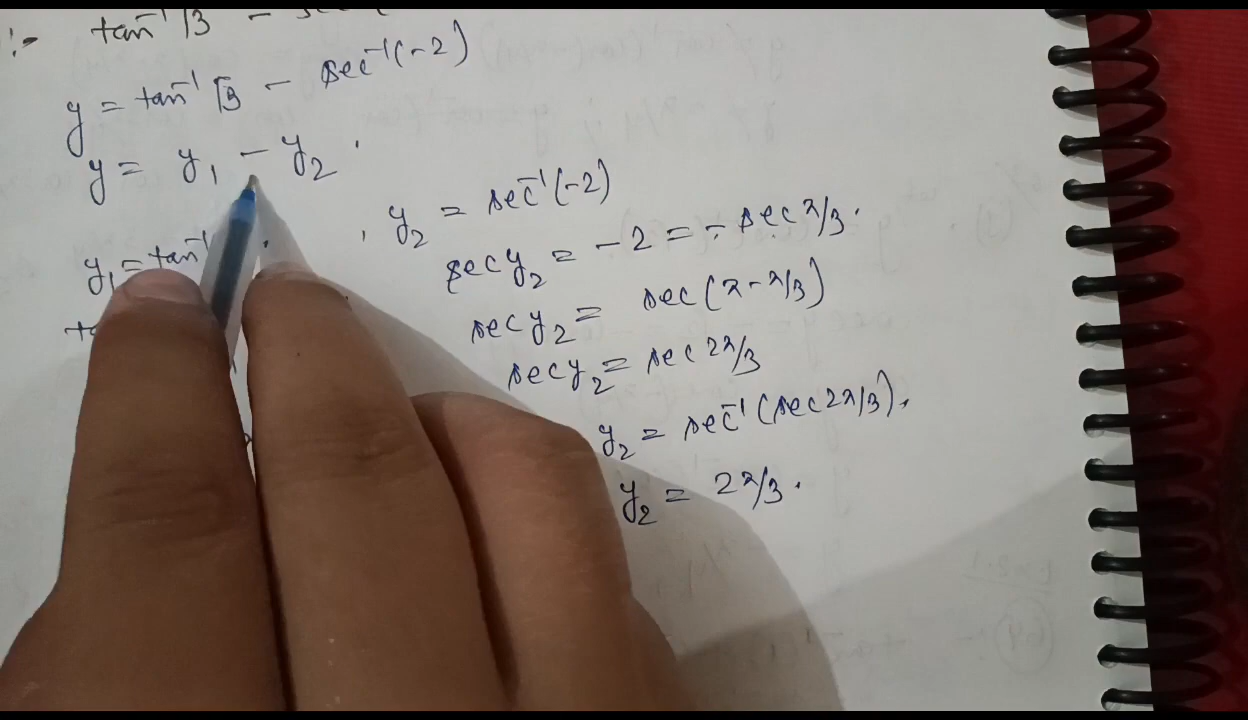 :- tan⁻¹ √3 -
y = tan⁻¹ √3 - sec⁻¹(-2)
y = y₁ - y₂ .
y₁ = tan⁻¹
, y₂ = sec⁻¹(-2)
sec y₂ = -2 = - sec π/3 .
sec y₂ = sec(π - π/3)
sec y₂ = sec 2π/3
y₂ = sec⁻¹(sec 2π/3) .
y₂ = 2π/3 .